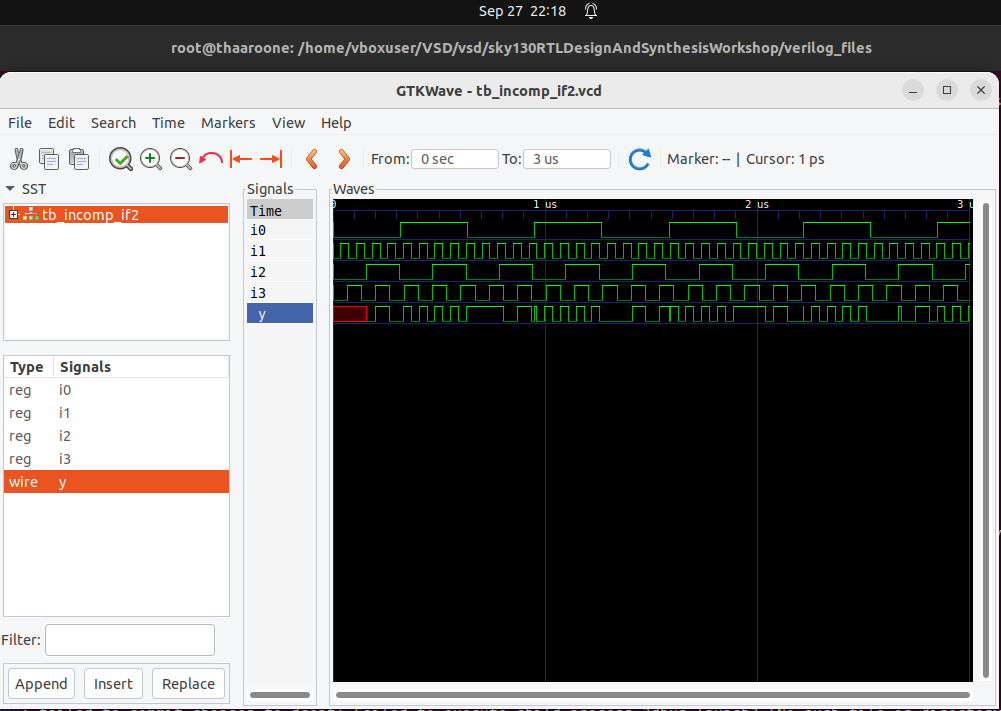 Sep 27 22:18
root@thaaroone: /home/vboxuser/VSD/vsd/sky130RTLDesignAndSynthesisWorkshop/verilog_files
GTKWave - tb_incomp_if2.vcd
File Edit Search Time Markers View Help
From: 0 sec To: 3 us Marker: -- | Cursor: 1 ps
SST
tb_incomp_if2
Type Signals
reg i0
reg i1
reg i2
reg i3
wire y
Filter:
Append Insert Replace
Signals
Time
i0
i1
i2
i3
y
Waves
0 1 us 2 us 3 u